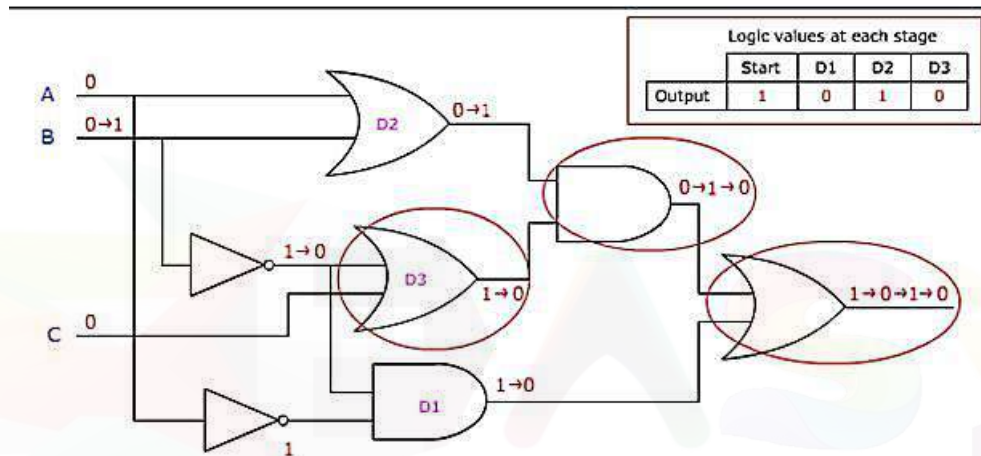 Logic values at each stage
Start D1 D2 D3
Output 1 0 1 0
A 0
B 0→1
D2
0→1
0→1→0
1→0
D3
1→0
1→0→1→0
C 0
D1
1→0
1